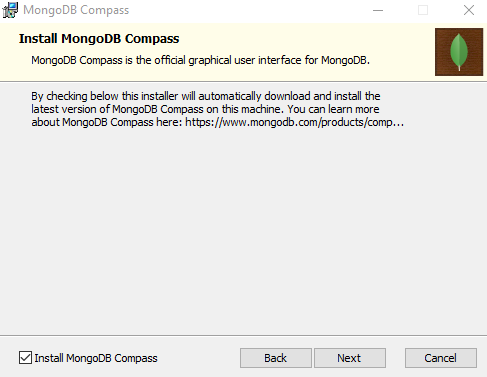 MongoDB Compass
Install MongoDB Compass
MongoDB Compass is the official graphical user interface for MongoDB.
By checking below this installer will automatically download and install the
latest version of MongoDB Compass on this machine. You can learn more
about MongoDB Compass here: https://www.mongodb.com/products/comp...
Install MongoDB Compass
Back
Next
Cancel